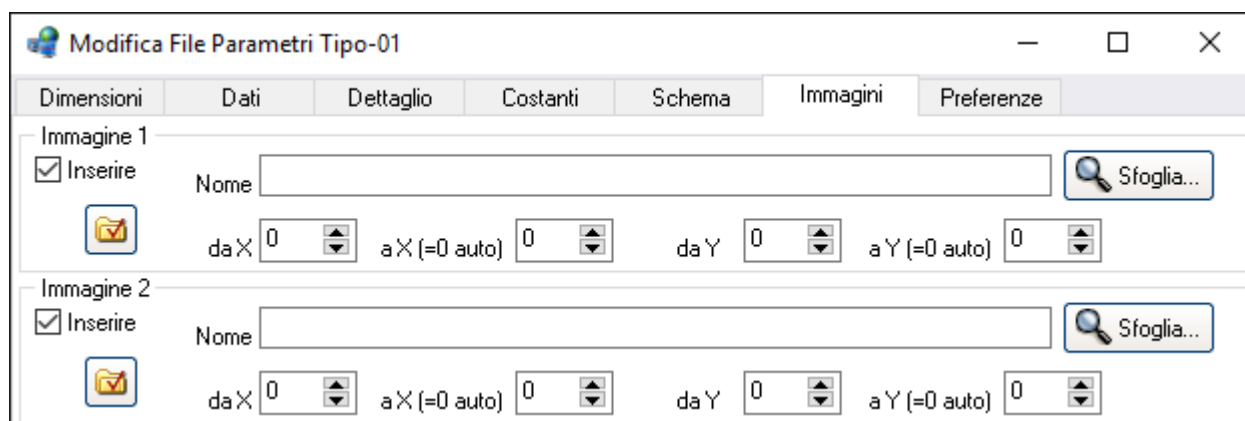 Modifica File Parametri Tipo-01
Dimensioni Dati Dettaglio Costanti Schema Immagini Preferenze
Immagine 1
Inserire
Nome Sfoglia...
da X 0 a X (=0 auto) 0 da Y 0 a Y (=0 auto) 0
Immagine 2
Inserire
Nome Sfoglia...
da X 0 a X (=0 auto) 0 da Y 0 a Y (=0 auto) 0